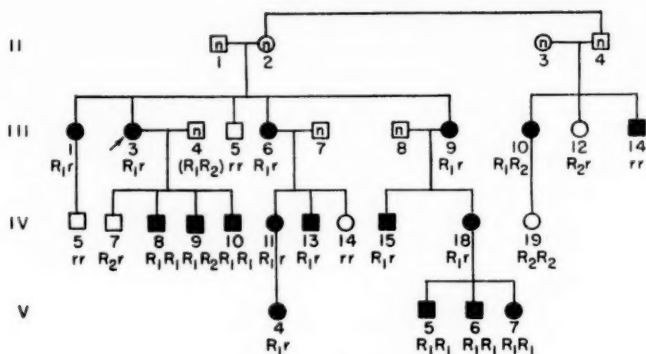 II n n n n
1 2 3 4
III n n n
1 3 4 5 6 7 8 9 10 12 14
R₁r R₁r (R₁R₂) rr R₁r R₁r R₁R₂ R₂r rr
IV
5 7 8 9 10 11 13 14 15 18 19
rr R₂r R₁R₁ R₁R₂ R₁R₁ R₁r R₁r rr R₁r R₁r R₂R₂
V
4 5 6 7
R₁r R₁R₁ R₁R₁ R₁R₁